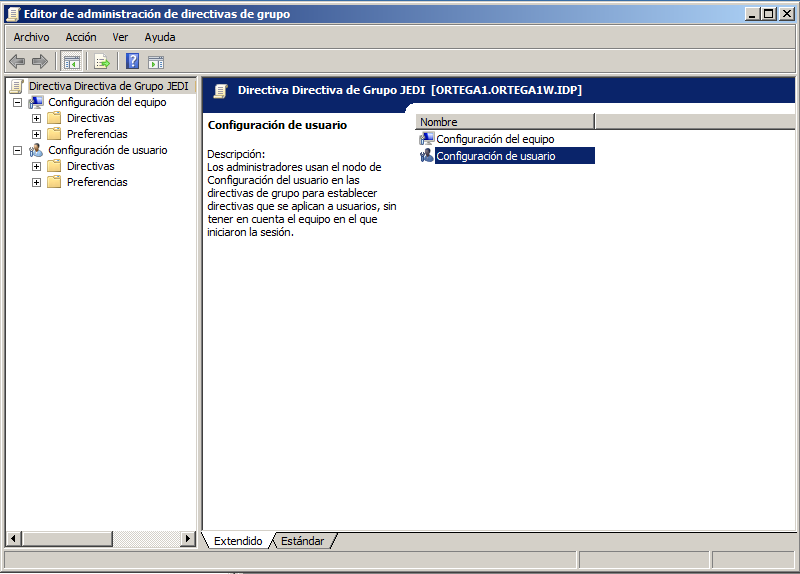 Editor de administración de directivas de grupo
Archivo Acción Ver Ayuda
Directiva Directiva de Grupo JEDI
Configuración del equipo
Directivas
Preferencias
Configuración de usuario
Directivas
Preferencias
Directiva Directiva de Grupo JEDI [ORTEGA1.ORTEGA1W.IDP]
Configuración de usuario
Descripción:
Los administradores usan el nodo de
Configuración del usuario en las
directivas de grupo para establecer
directivas que se aplican a usuarios, sin
tener en cuenta el equipo en el que
iniciaron la sesión.
Nombre
Configuración del equipo
Configuración de usuario
Extendido Estándar